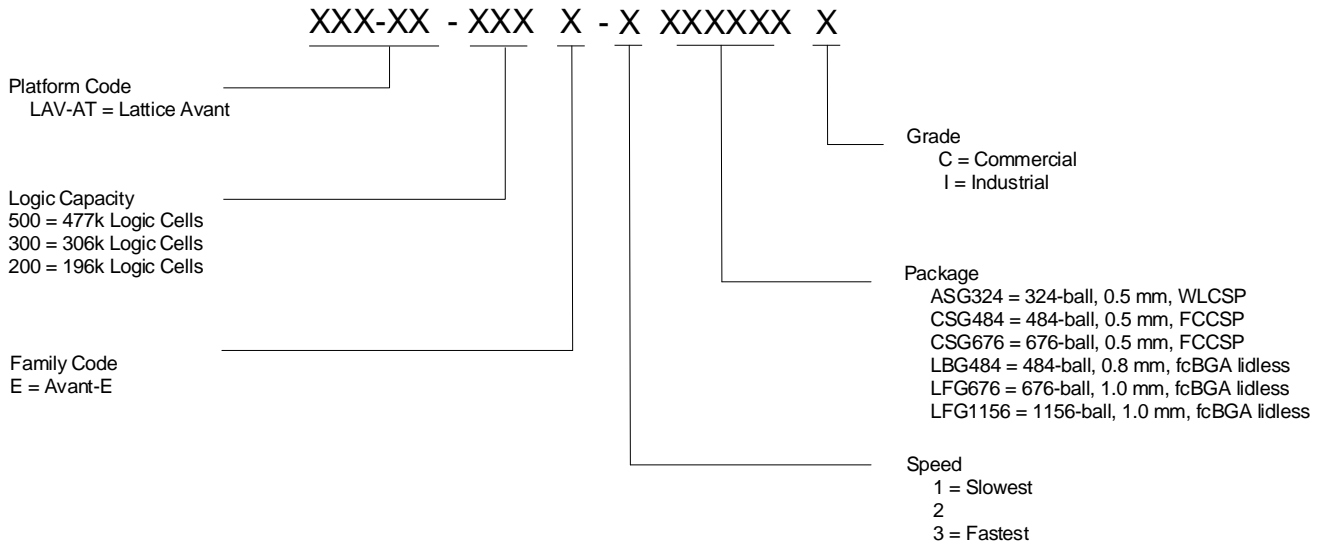 XXX-XX - XXX X - X XXXXXX X
Platform Code
LAV-AT = Lattice Avant
Logic Capacity
500 = 477k Logic Cells
300 = 306k Logic Cells
200 = 196k Logic Cells
Family Code
E = Avant-E
Grade
C = Commercial
I = Industrial
Package
ASG324 = 324-ball, 0.5 mm, WLCSP
CSG484 = 484-ball, 0.5 mm, FCCSP
CSG676 = 676-ball, 0.5 mm, FCCSP
LBG484 = 484-ball, 0.8 mm, fcBGA lidless
LFG676 = 676-ball, 1.0 mm, fcBGA lidless
LFG1156 = 1156-ball, 1.0 mm, fcBGA lidless
Speed
1 = Slowest
2
3 = Fastest